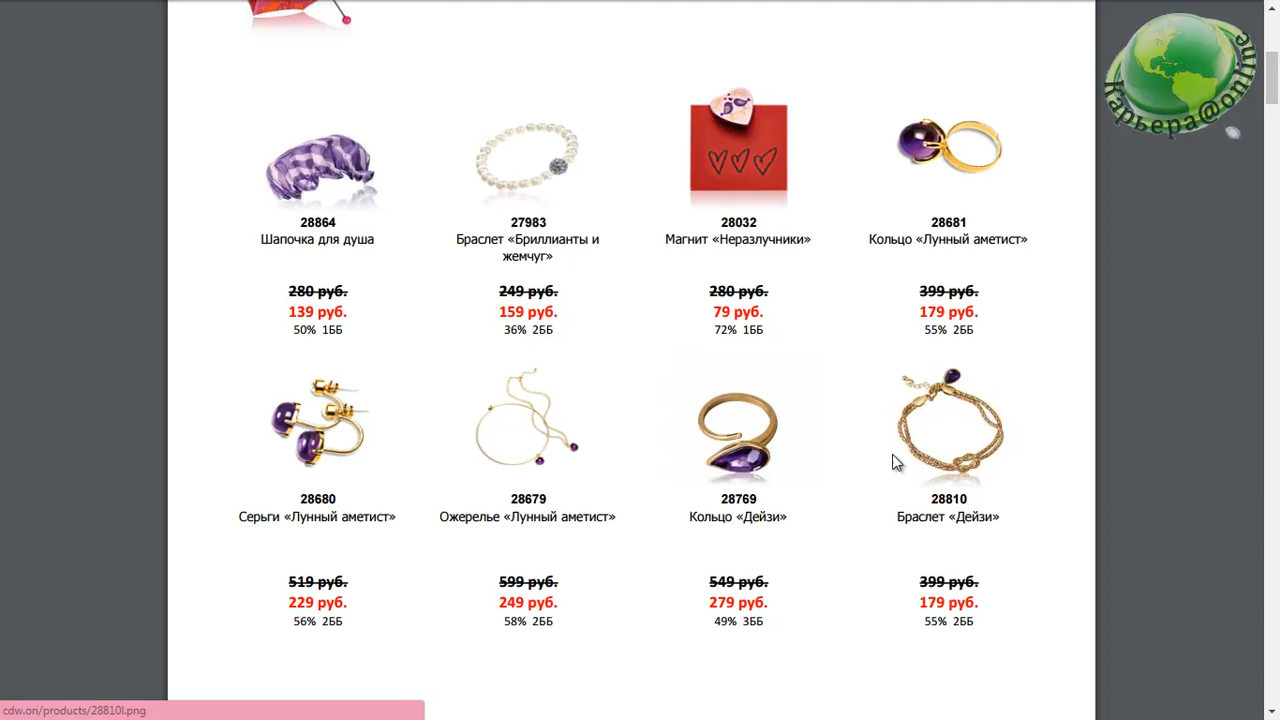 Карьера@online
28864
Шапочка для душа
280 руб.
139 руб.
50% 1ББ
27983
Браслет «Бриллианты и
жемчуг»
249 руб.
159 руб.
36% 2ББ
28032
Магнит «Неразлучники»
280 руб.
79 руб.
72% 1ББ
28681
Кольцо «Лунный аметист»
399 руб.
179 руб.
55% 2ББ
28680
Серьги «Лунный аметист»
519 руб.
229 руб.
56% 2ББ
28679
Ожерелье «Лунный аметист»
599 руб.
249 руб.
58% 2ББ
28769
Кольцо «Дейзи»
549 руб.
279 руб.
49% 3ББ
28810
Браслет «Дейзи»
399 руб.
179 руб.
55% 2ББ
cdw.ori/products/28810l.png